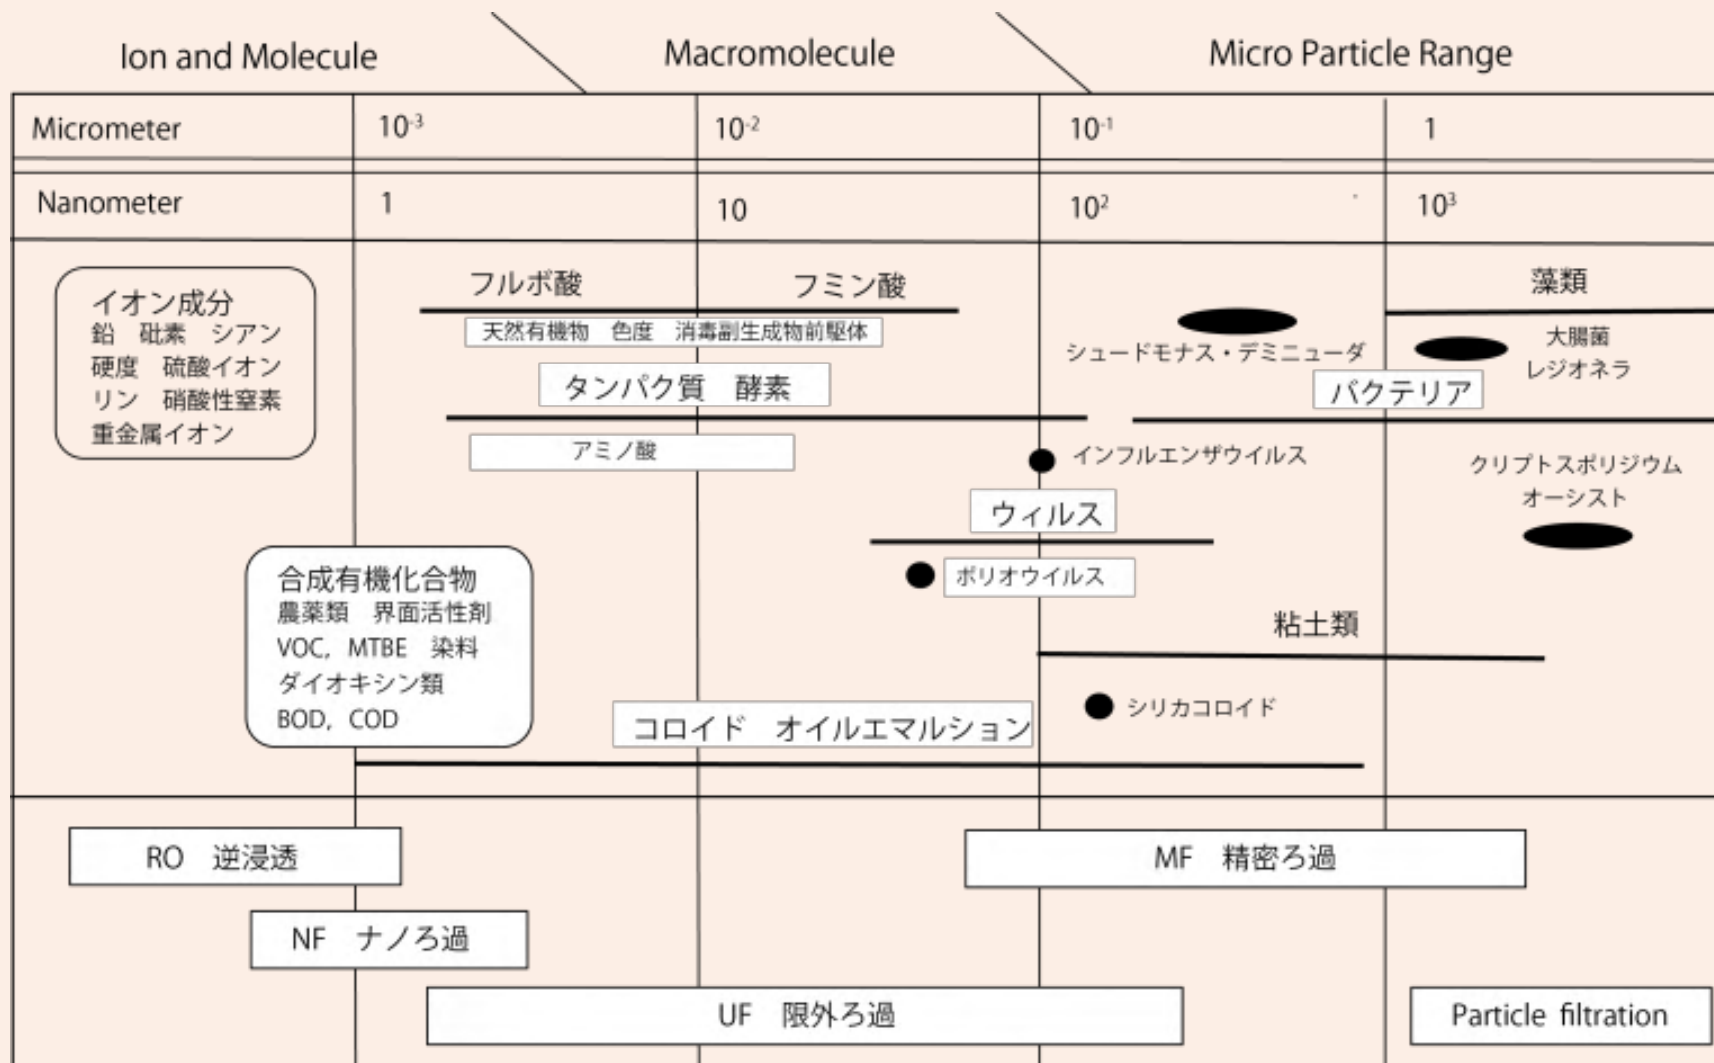 Ion and Molecule
Macromolecule
Micro Particle Range
Micrometer 10⁻³ 10⁻² 10⁻¹ 1
Nanometer 1 10 10² 10³
イオン成分
鉛 砒素 シアン
硬度 硫酸イオン
リン 硝酸性窒素
重金属イオン
フルボ酸
フミン酸
天然有機物 色度 消毒副生成物前駆体
タンパク質 酵素
アミノ酸
シュードモナス・デミニューダ
藻類
大腸菌
レジオネラ
バクテリア
インフルエンザウイルス
ウィルス
ポリオウイルス
クリプトスポリジウム
オーシスト
合成有機化合物
農薬類 界面活性剤
VOC, MTBE 染料
ダイオキシン類
BOD, COD
粘土類
シリカコロイド
コロイド オイルエマルション
RO 逆浸透
MF 精密ろ過
NF ナノろ過
UF 限外ろ過
Particle filtration